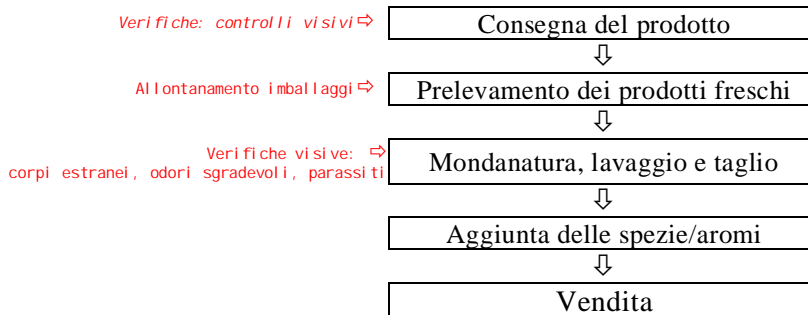 Verifiche: controlli visivi⇨ Consegna del prodotto
⇩
Allontanamento imballaggi⇨ Prelevamento dei prodotti freschi
⇩
Verifiche visive: ⇨
corpi estranei, odori sgradevoli, parassiti
Mondanatura, lavaggio e taglio
⇩
Aggiunta delle spezie/aromi
⇩
Vendita